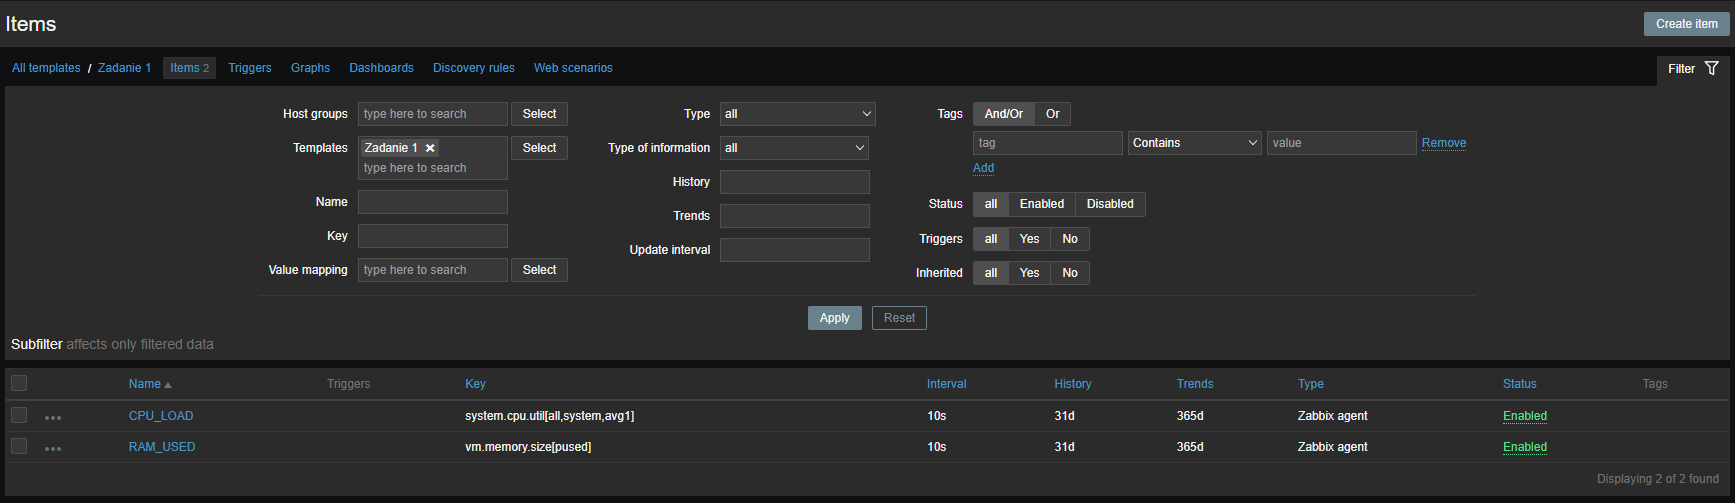 Items
Create item
All templates / Zadanie 1 Items 2 Triggers Graphs Dashboards Discovery rules Web scenarios
Filter
Host groups type here to search Select
Templates Zadanie 1 Select
type here to search
Name
Key
Value mapping type here to search Select
Type all
Type of information all
History
Trends
Update interval
Tags And/Or Or
tag Contains value Remove
Add
Status all Enabled Disabled
Triggers all Yes No
Inherited all Yes No
Apply Reset
Subfilter affects only filtered data
Name Triggers Key Interval History Trends Type Status Tags
CPU_LOAD system.cpu.util[all,system,avg1] 10s 31d 365d Zabbix agent Enabled
RAM_USED vm.memory.size[pused] 10s 31d 365d Zabbix agent Enabled
Displaying 2 of 2 found